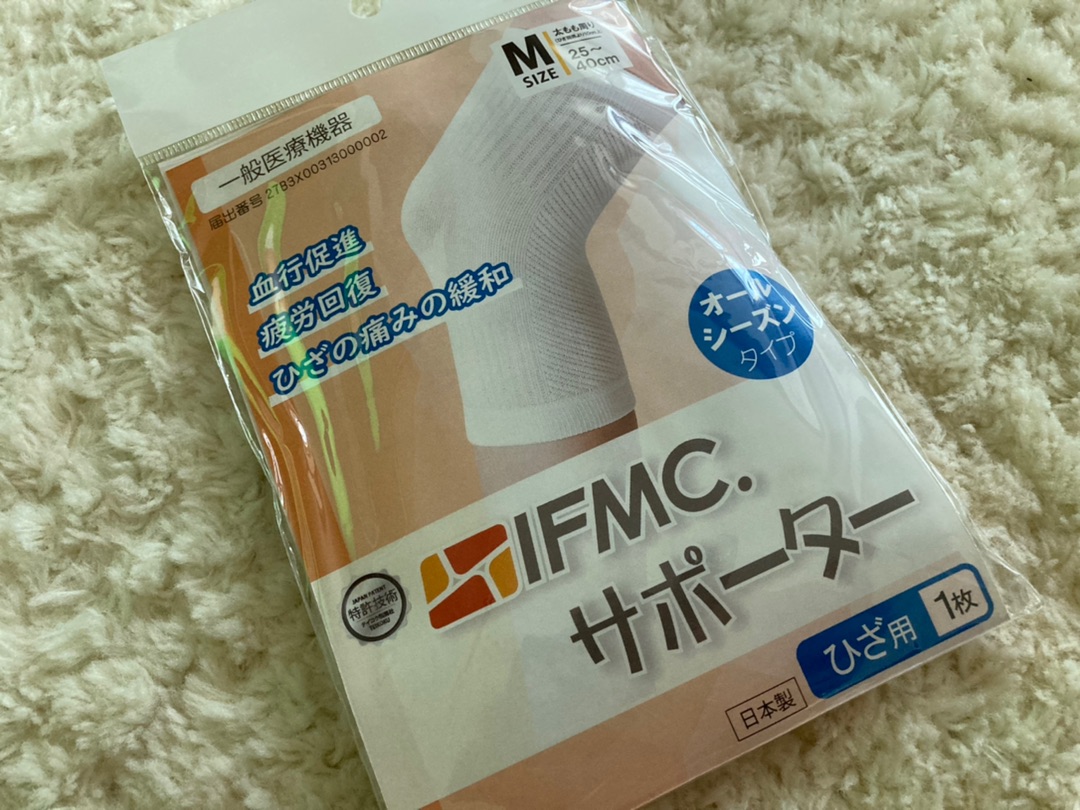 M
SIZE
太もも周り
25～
40cm
一般医療機器
届出番号 27B3X00313000002
血行促進
疲労回復
ひざの痛みの緩和
オール
シーズン
タイプ
IFMC.
サポーター
JAPAN PATENT
特許技術
ひざ用
1枚
日本製